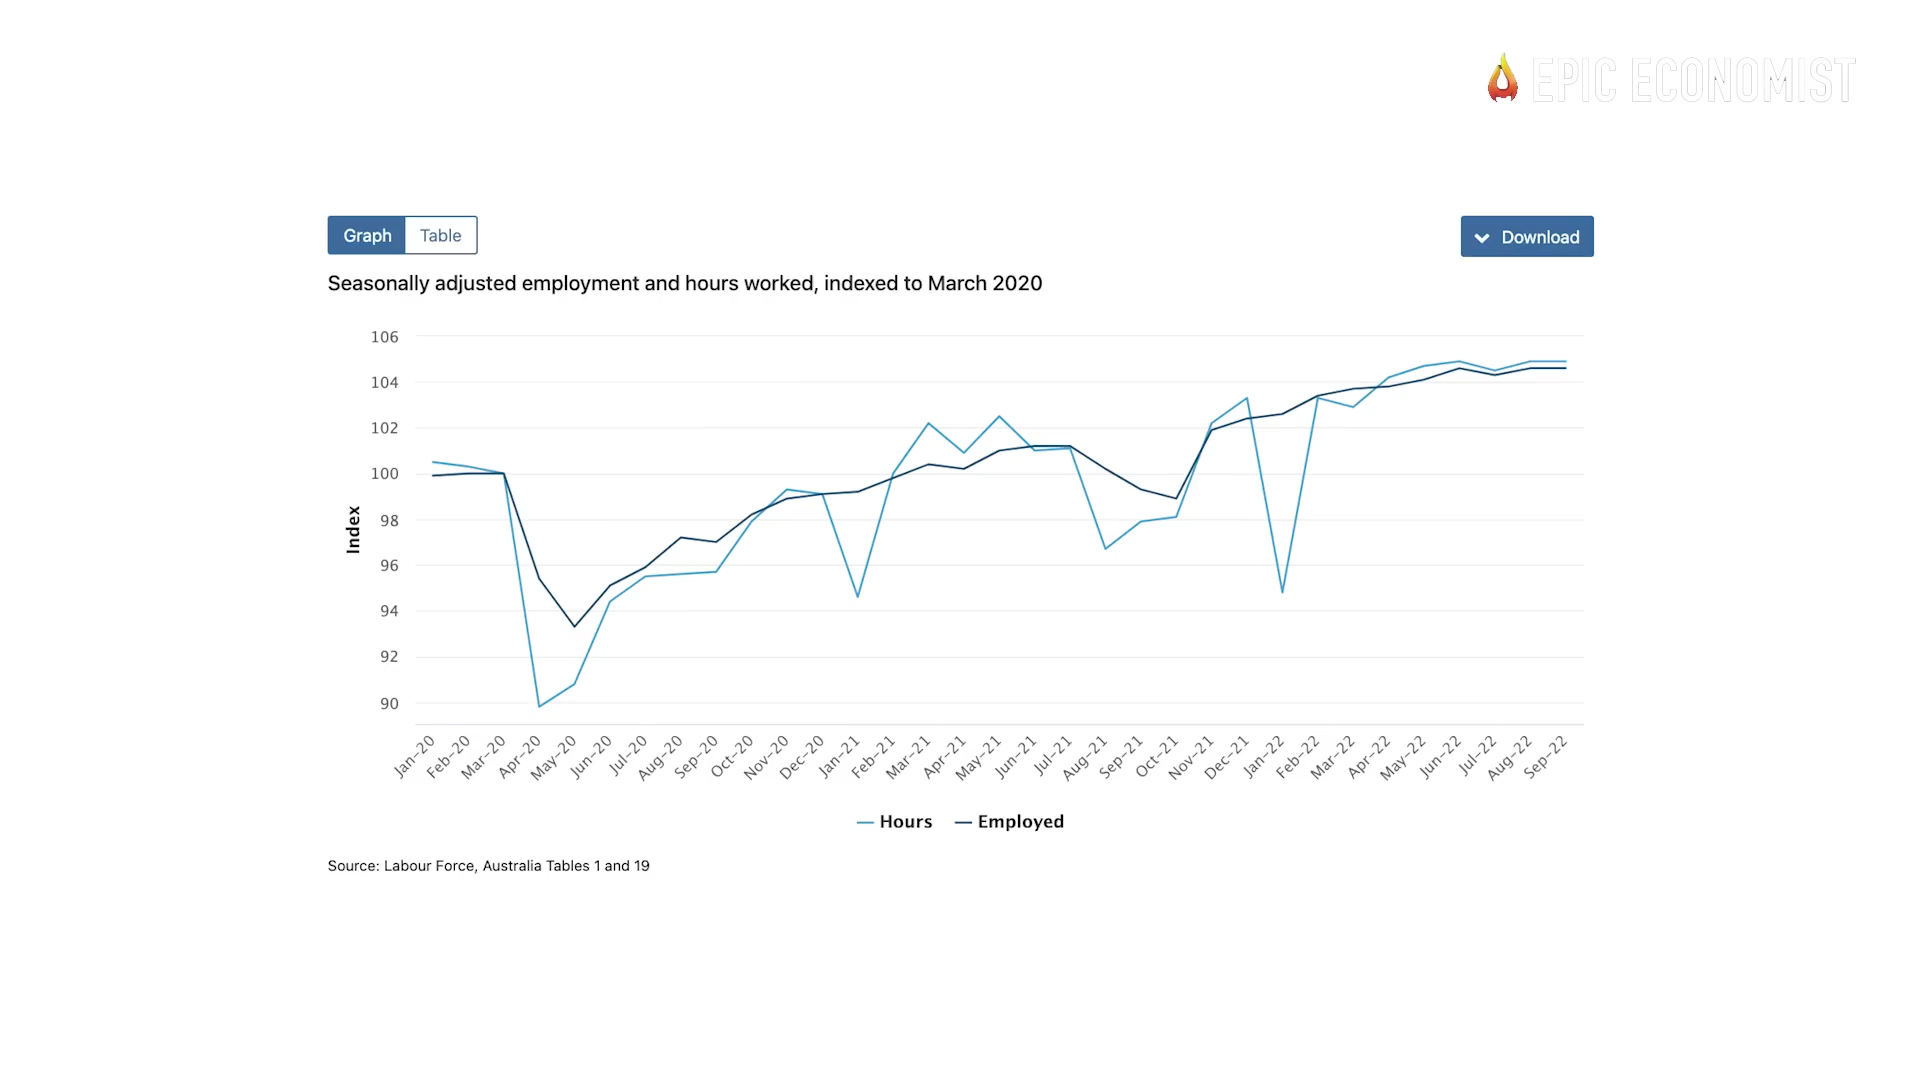 EPIC ECONOMIST
Graph
Table
Download
Seasonally adjusted employment and hours worked, indexed to March 2020
106
104
102
100
98
96
94
92
90
Index
Jan-20
Feb-20
Mar-20
Apr-20
May-20
Jun-20
Jul-20
Aug-20
Sep-20
Oct-20
Nov-20
Dec-20
Jan-21
Feb-21
Mar-21
Apr-21
May-21
Jun-21
Jul-21
Aug-21
Sep-21
Oct-21
Nov-21
Dec-21
Jan-22
Feb-22
Mar-22
Apr-22
May-22
Jun-22
Jul-22
Aug-22
Sep-22
Hours
Employed
Source: Labour Force, Australia Tables 1 and 19